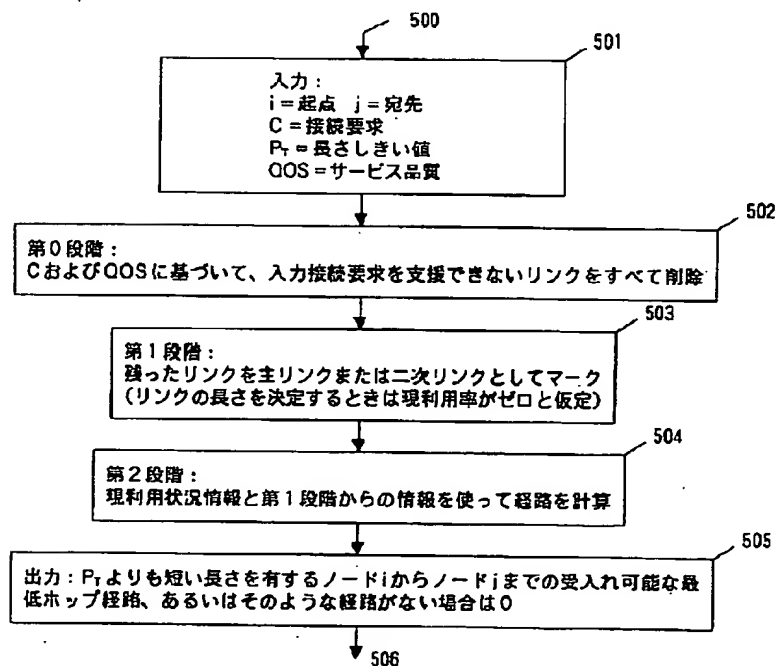 500
501
入力：
i＝起点 j＝宛先
C＝接続要求
PT＝長さしきい値
QOS＝サービス品質
502
第0段階：
CおよびQOSに基づいて、入力接続要求を支援できないリンクをすべて削除
503
第1段階：
残ったリンクを主リンクまたは二次リンクとしてマーク
(リンクの長さを決定するときは現利用率がゼロと仮定)
504
第2段階：
現利用状況情報と第1段階からの情報を使って経路を計算
505
出力：PTよりも短い長さを有するノードiからノードjまでの受入れ可能な最
低ホップ経路、あるいはそのような経路がない場合は0
506